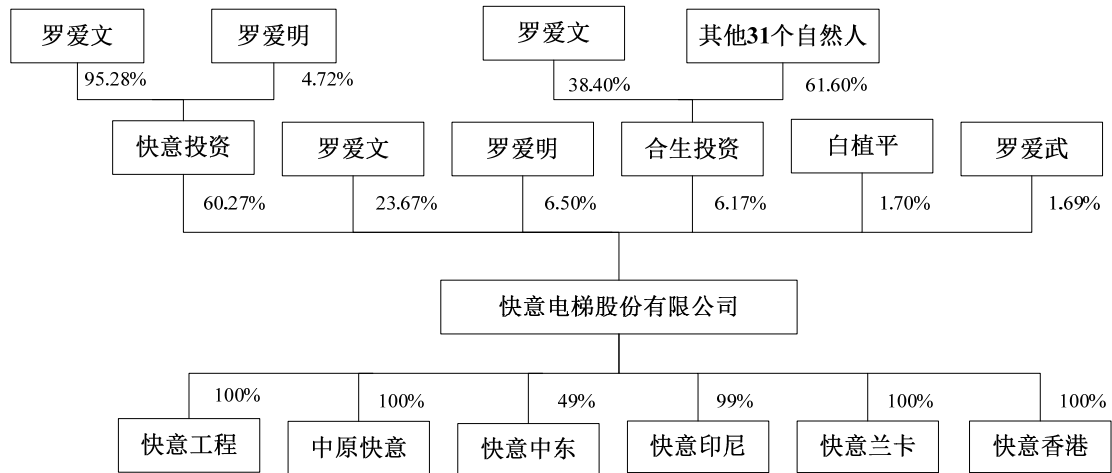 罗爱文
罗爱明
罗爱文
其他31个自然人
95.28%
4.72%
38.40%
61.60%
快意投资
罗爱文
罗爱明
合生投资
白植平
罗爱武
60.27%
23.67%
6.50%
6.17%
1.70%
1.69%
快意电梯股份有限公司
100%
100%
49%
99%
100%
100%
快意工程
中原快意
快意中东
快意印尼
快意兰卡
快意香港